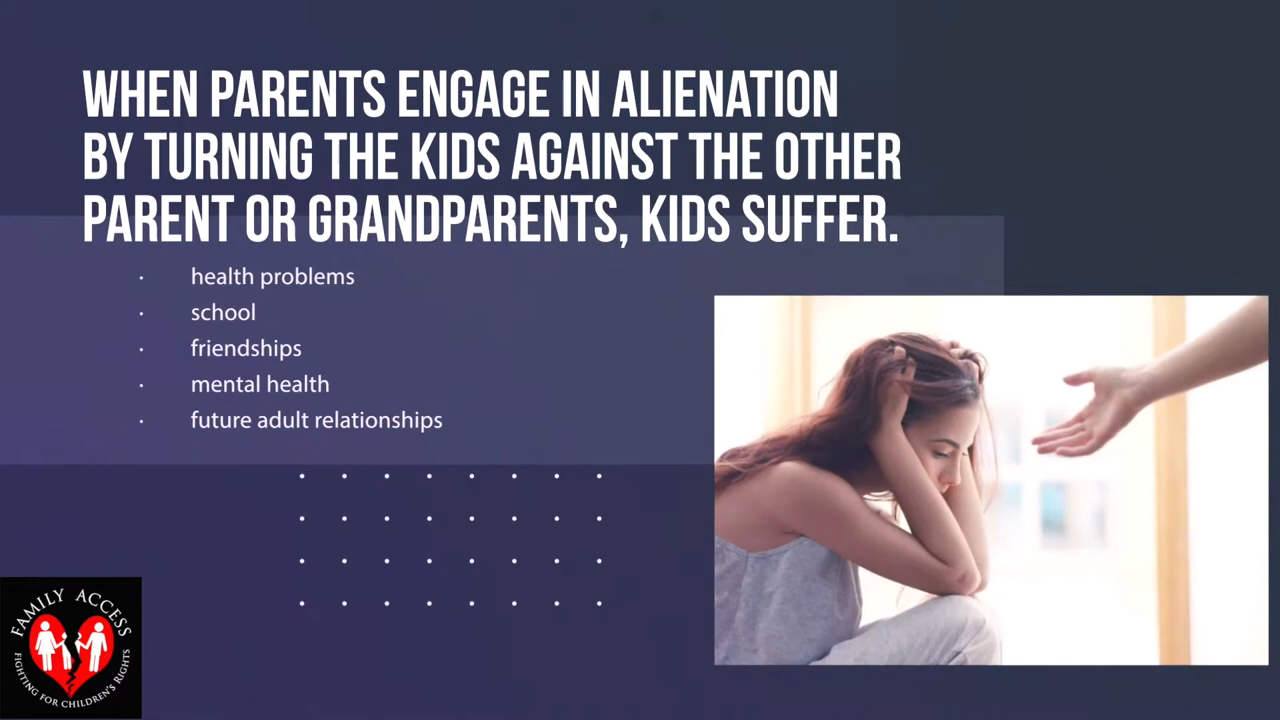 WHEN PARENTS ENGAGE IN ALIENATION
BY TURNING THE KIDS AGAINST THE OTHER
PARENT OR GRANDPARENTS, KIDS SUFFER.
· health problems
· school
· friendships
· mental health
· future adult relationships
FAMILY ACCESS
FIGHTING FOR CHILDREN'S RIGHTS